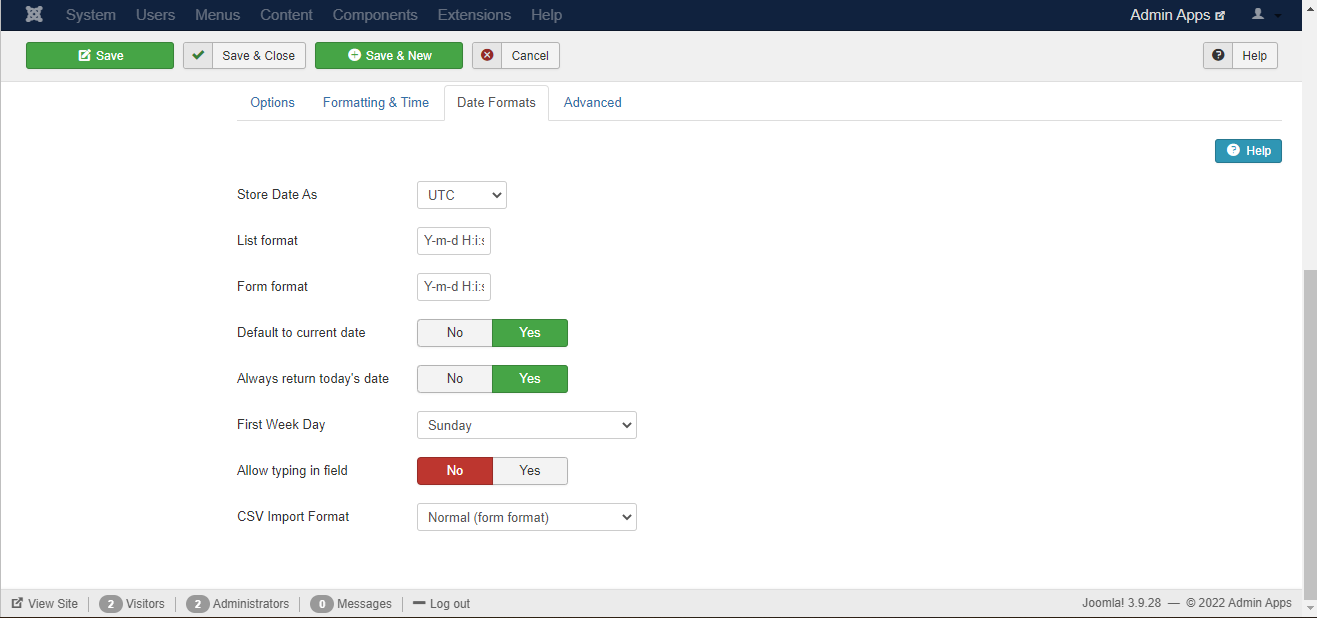 System Users Menus Content Components Extensions Help Admin Apps
Save Save & Close Save & New Cancel Help
Options Formatting & Time Date Formats Advanced
Help
Store Date As UTC
List format Y-m-d H:i:s
Form format Y-m-d H:i:s
Default to current date No Yes
Always return today's date No Yes
First Week Day Sunday
Allow typing in field No Yes
CSV Import Format Normal (form format)
View Site 2 Visitors 2 Administrators 0 Messages Log out Joomla! 3.9.28 — © 2022 Admin Apps